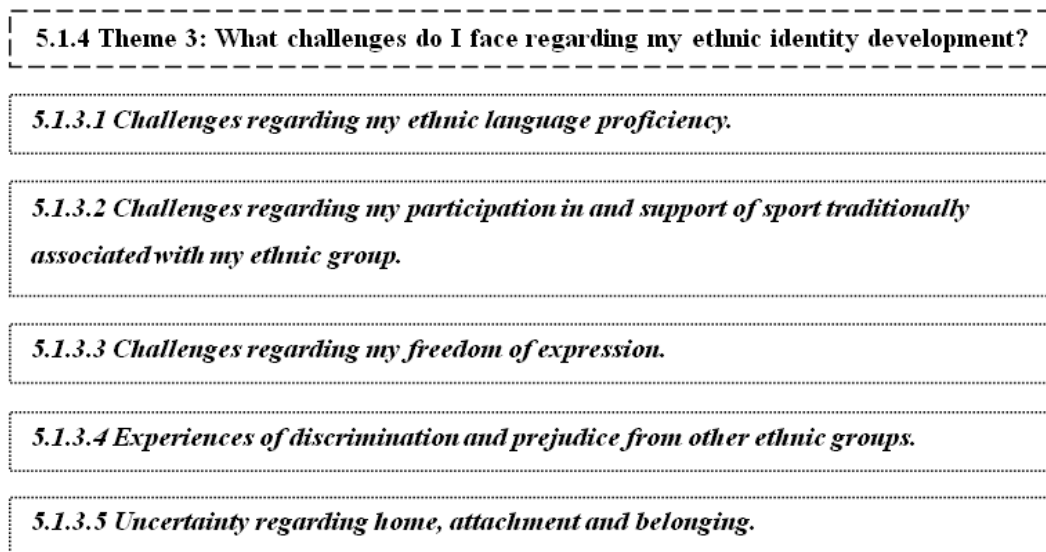 5.1.4 Theme 3: What challenges do I face regarding my ethnic identity development?
5.1.3.1 Challenges regarding my ethnic language proficiency.
5.1.3.2 Challenges regarding my participation in and support of sport traditionally
associated with my ethnic group.
5.1.3.3 Challenges regarding my freedom of expression.
5.1.3.4 Experiences of discrimination and prejudice from other ethnic groups.
5.1.3.5 Uncertainty regarding home, attachment and belonging.